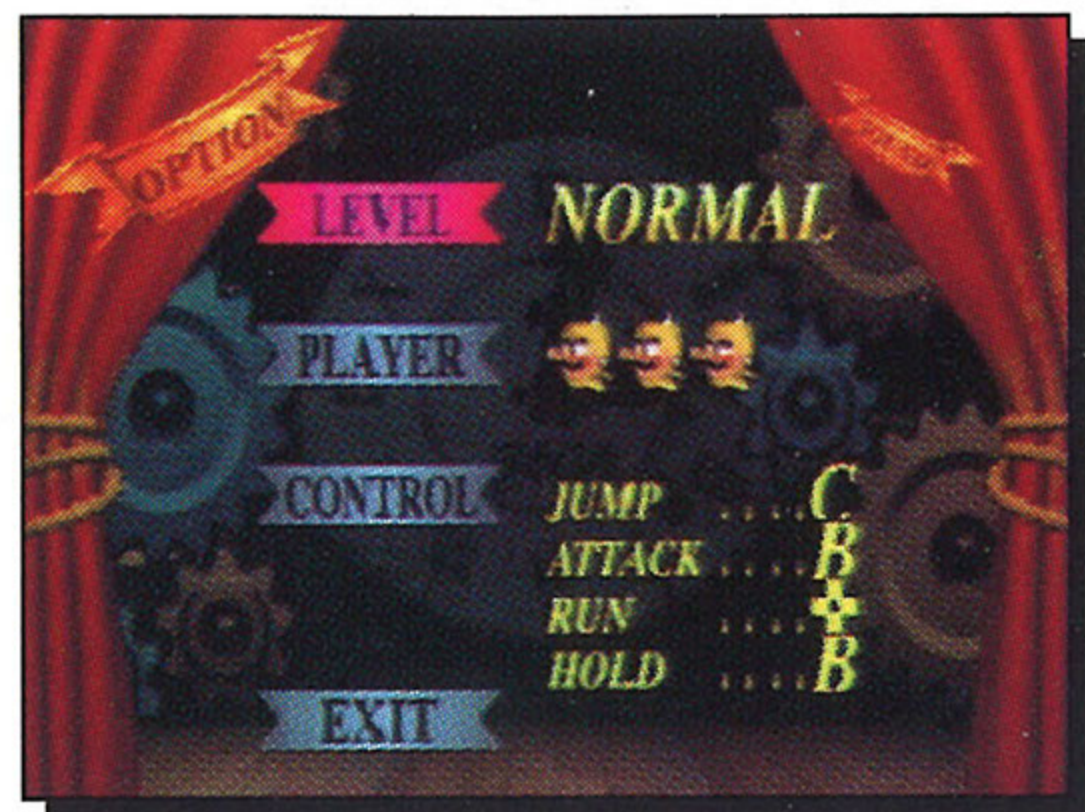 OPTION
LEVEL NORMAL
PLAYER
CONTROL JUMP ....C
ATTACK ....B
RUN ....
HOLD ....B
EXIT